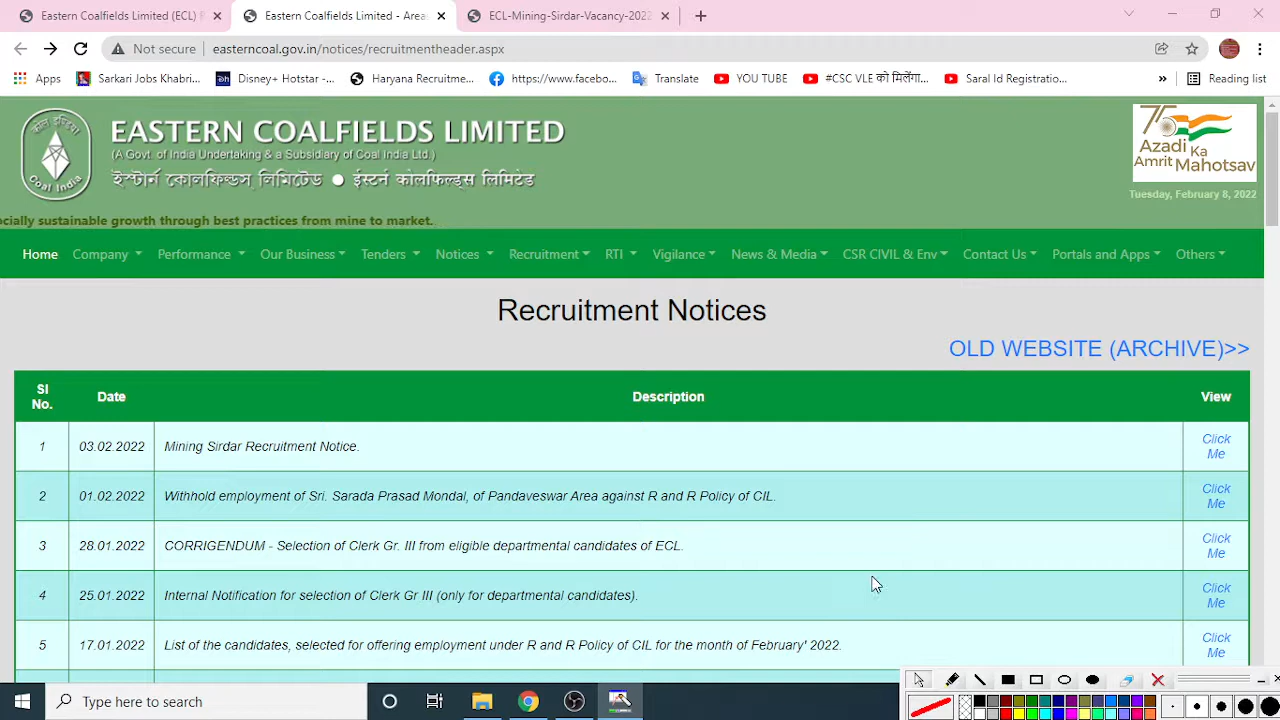 Eastern Coalfields Limited (ECL) R
Eastern Coalfields Limited - Area
ECL-Mining-Sirdar-Vacancy-2022
Not secure
easterncoal.gov.in/notices/recruitmentheader.aspx
Apps
Sarkari Jobs Khabri...
Disney+ Hotstar -...
Haryana Recruitme...
https://www.facebo...
Translate
YOU TUBE
#CSC VLE को मिलेंगा...
Saral Id Registratio...
»
Reading list
कोल इण्डिया
Coal India
EASTERN COALFIELDS LIMITED
(A Govt. of India Undertaking & a Subsidiary of Coal India Ltd.)
ইস্টার্ন কোলফিল্ডস্ লিমিটেড ● ईस्टर्न कोलफील्ड्स लिमिटेड
75
Azadi Ka
Amrit Mahotsav
Tuesday, February 8, 2022
ocially sustainable growth through best practices from mine to market.
Home
Company
Performance
Our Business
Tenders
Notices
Recruitment
RTI
Vigilance
News & Media
CSR CIVIL & Env
Contact Us
Portals and Apps
Others
Recruitment Notices
OLD WEBSITE (ARCHIVE)>>
Sl No. Date Description View
1 03.02.2022 Mining Sirdar Recruitment Notice. Click Me
2 01.02.2022 Withhold employment of Sri. Sarada Prasad Mondal, of Pandaveswar Area against R and R Policy of CIL. Click Me
3 28.01.2022 CORRIGENDUM - Selection of Clerk Gr. III from eligible departmental candidates of ECL. Click Me
4 25.01.2022 Internal Notification for selection of Clerk Gr III (only for departmental candidates). Click Me
5 17.01.2022 List of the candidates, selected for offering employment under R and R Policy of CIL for the month of February' 2022. Click Me
Type here to search